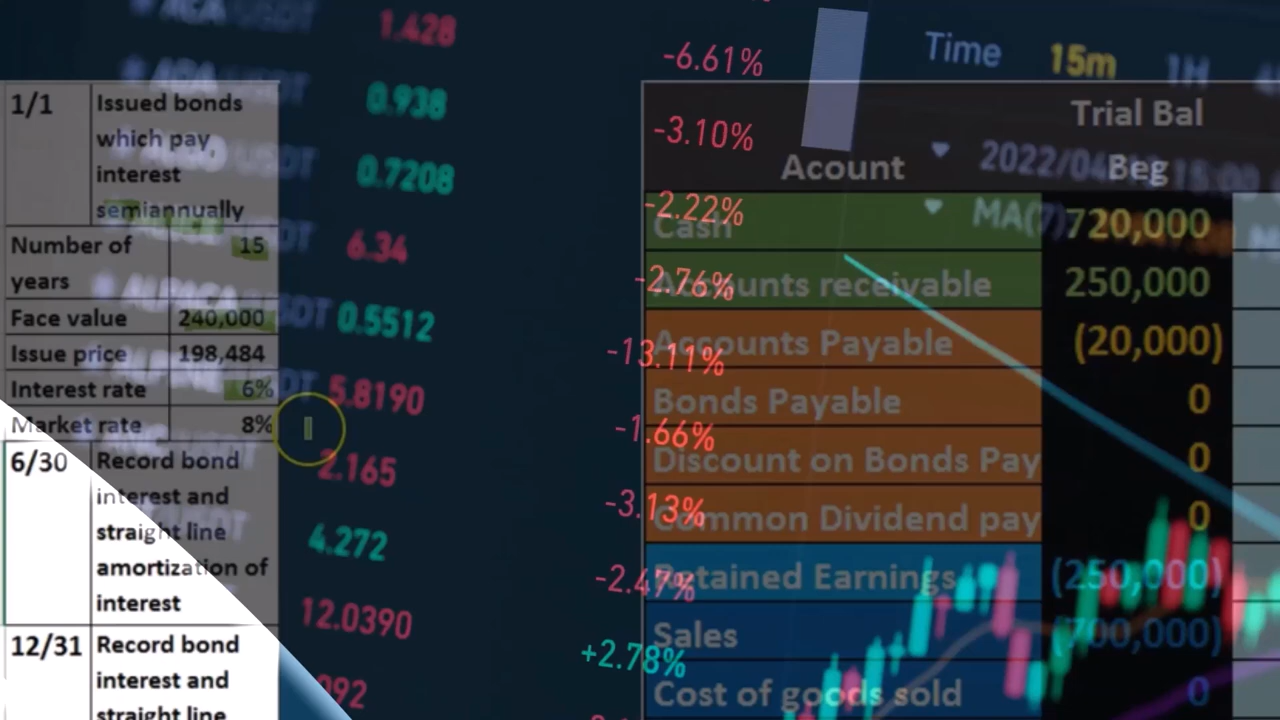 1.428
0.938
0.7208
6.34
0.5512
5.8190
2.165
4.272
12.0390
092
-6.61%
-3.10%
-2.22%
-2.76%
-13.11%
-1.66%
-3.13%
-2.47%
+2.78%
Time 15m 1H
MA(7)
1/1 Issued bonds
which pay
interest
semiannually
Number of 15
years
Face value 240,000
Issue price 198,484
Interest rate 6%
Market rate 8%
6/30 Record bond
interest and
straight line
amortization of
interest
12/31 Record bond
interest and
straight line
Trial Bal
Acount Beg
Cash 720,000
Accounts receivable 250,000
Accounts Payable (20,000)
Bonds Payable 0
Discount on Bonds Pay 0
Common Dividend pay 0
Retained Earnings (250,000)
Sales (700,000)
Cost of goods sold 0